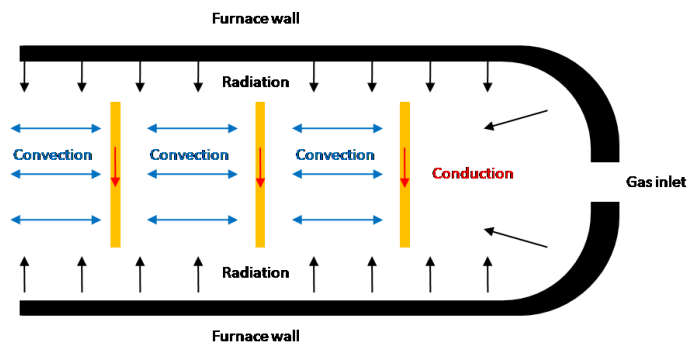 Furnace wall
Radiation
Convection
Convection
Convection
Conduction
Gas inlet
Radiation
Furnace wall